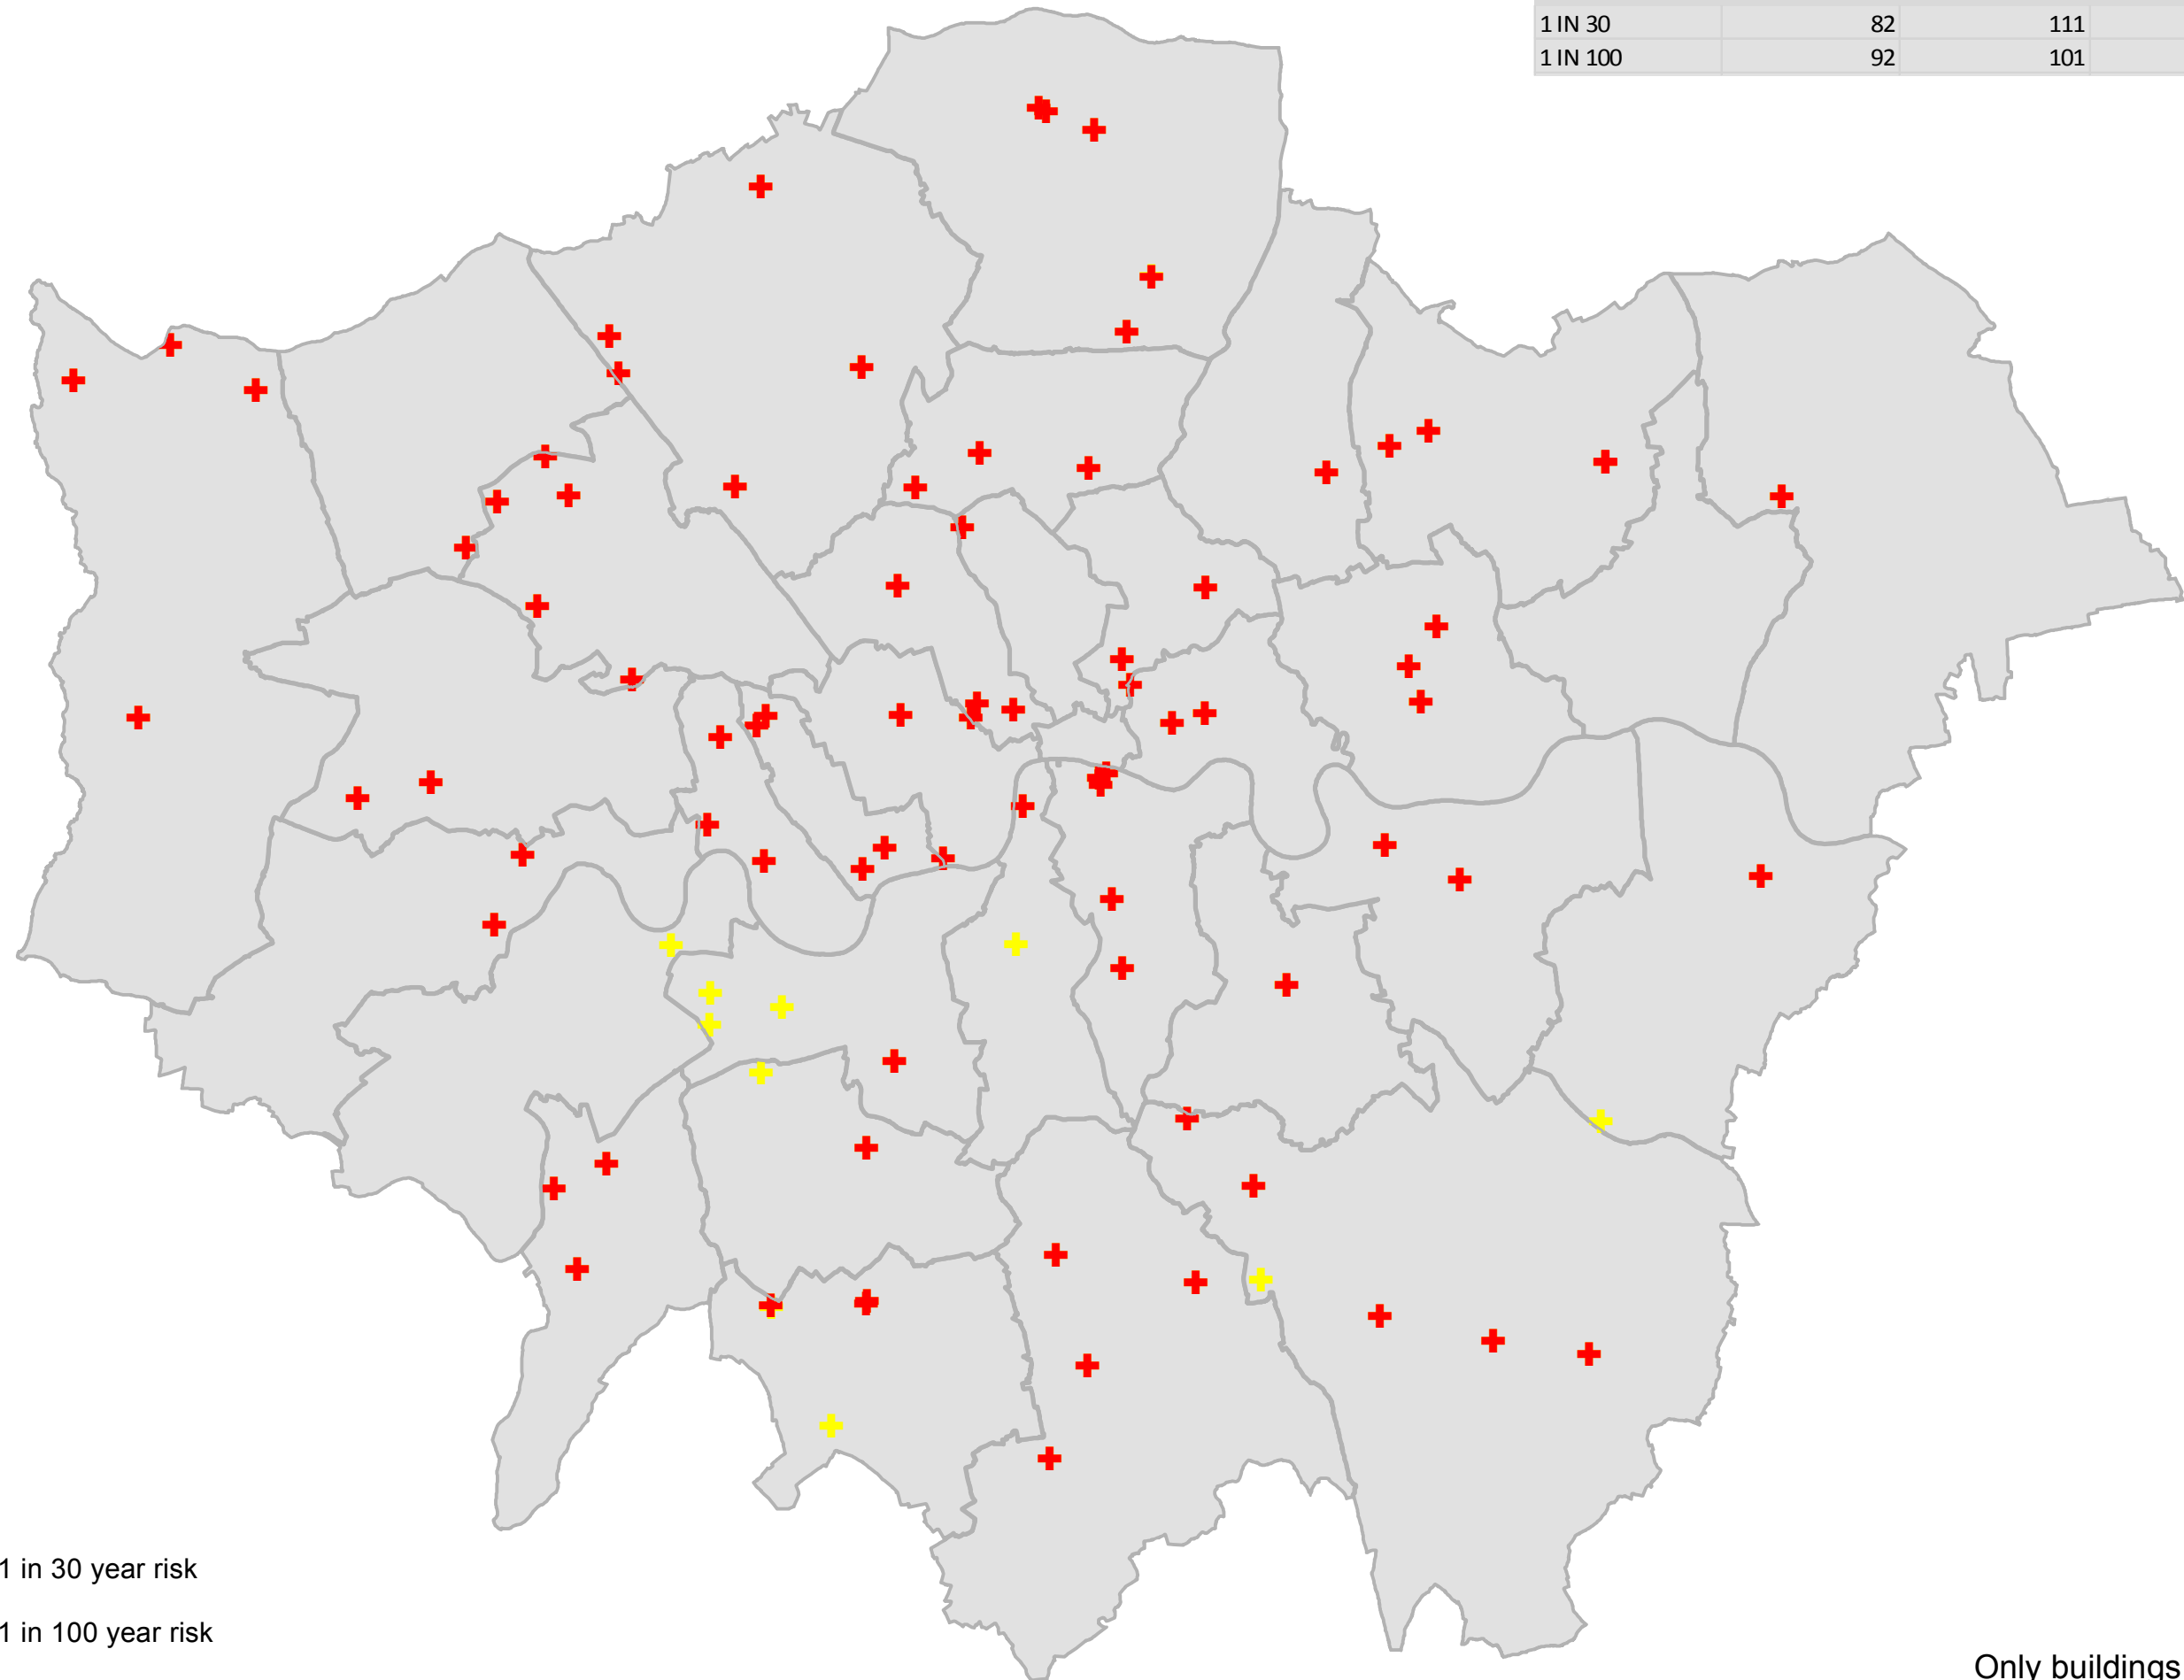 1 IN 30 82 111
1 IN 100 92 101
1 in 30 year risk
1 in 100 year risk
Only buildings